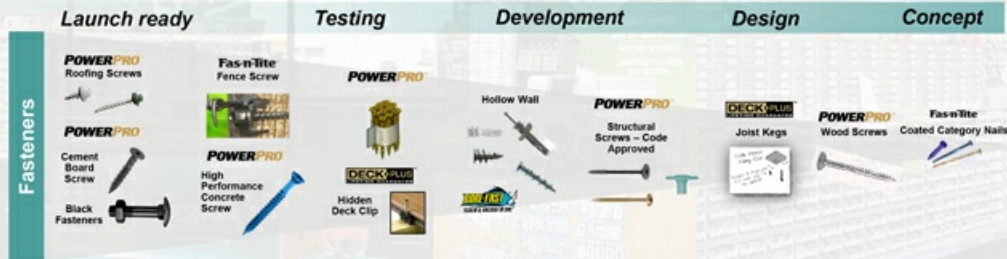 Launch ready
Testing
Development
Design
Concept
Fasteners
POWERPRO
Roofing Screws
POWERPRO
Cement
Board
Screw
Black
Fasteners
Fas-n-Tite
Fence Screw
POWERPRO
High
Performance
Concrete
Screw
POWERPRO
DECK PLUS
Hidden
Deck Clip
Hollow Wall
SURE-FAST
POWERPRO
Structural
Screws – Code
Approved
DECK PLUS
Joist Kegs
POWERPRO
Wood Screws
Fas-n-Tite
Coated Category Nails